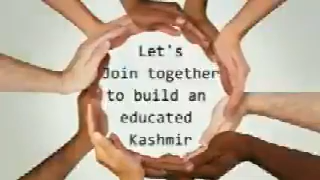 Let's
Join together
to build an
educated
Kashmir